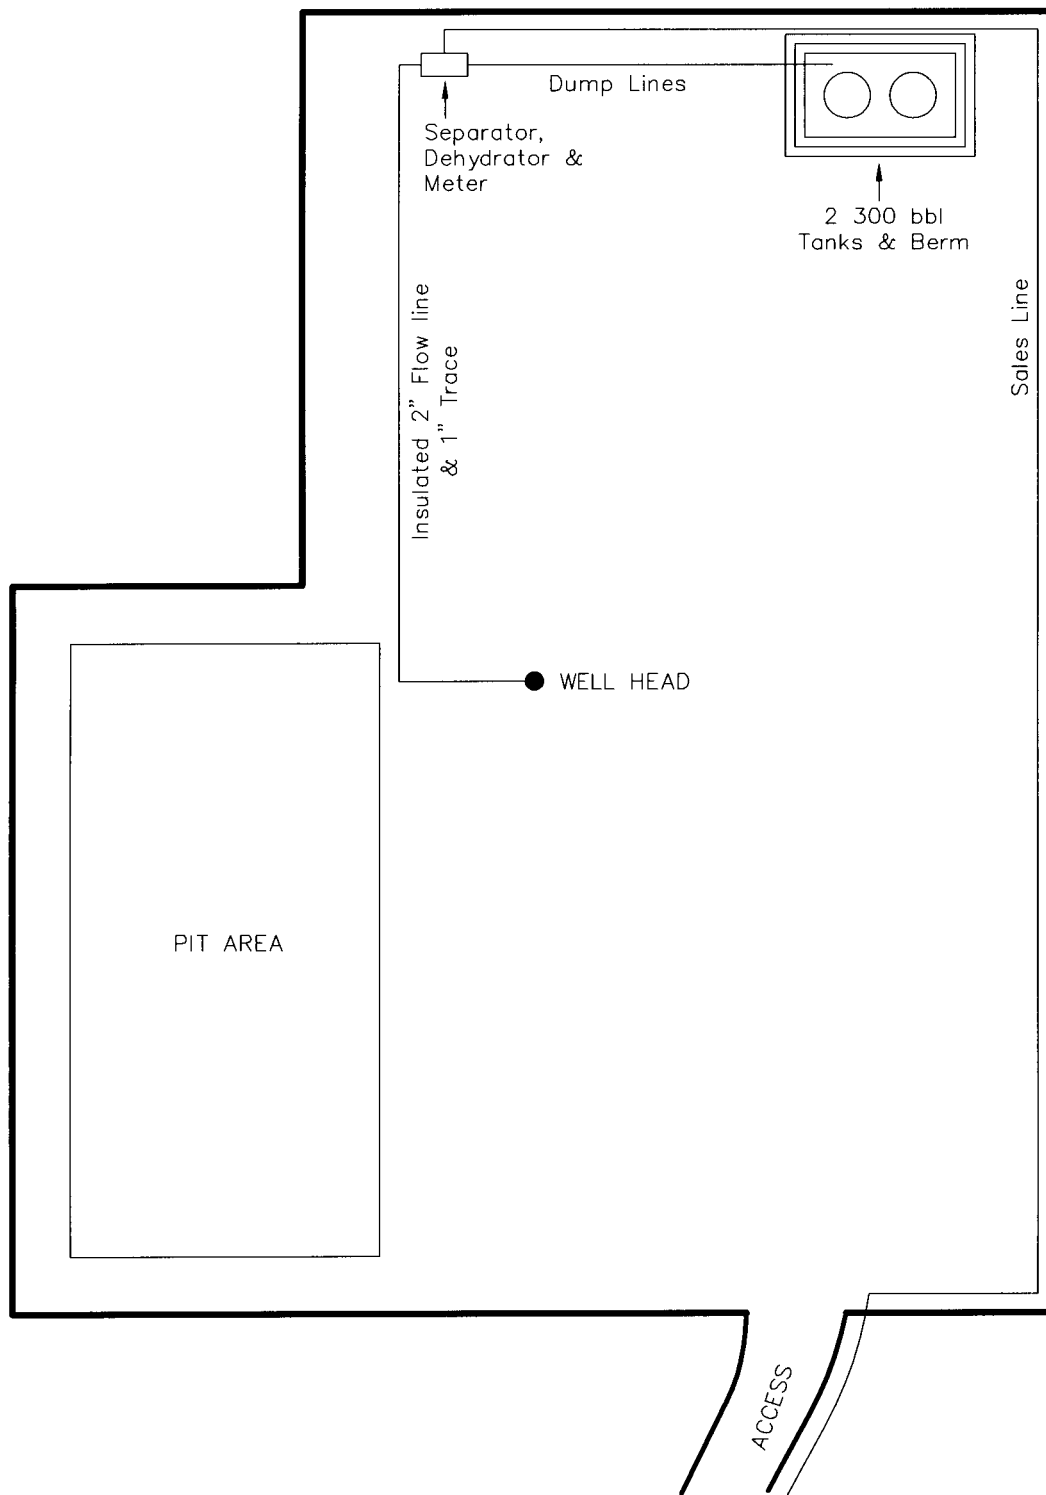 Dump Lines
Separator,
Dehydrator &
Meter
2 300 bbl
Tanks & Berm
Insulated 2" Flow line
& 1" Trace
Sales Line
WELL HEAD
PIT AREA
ACCESS